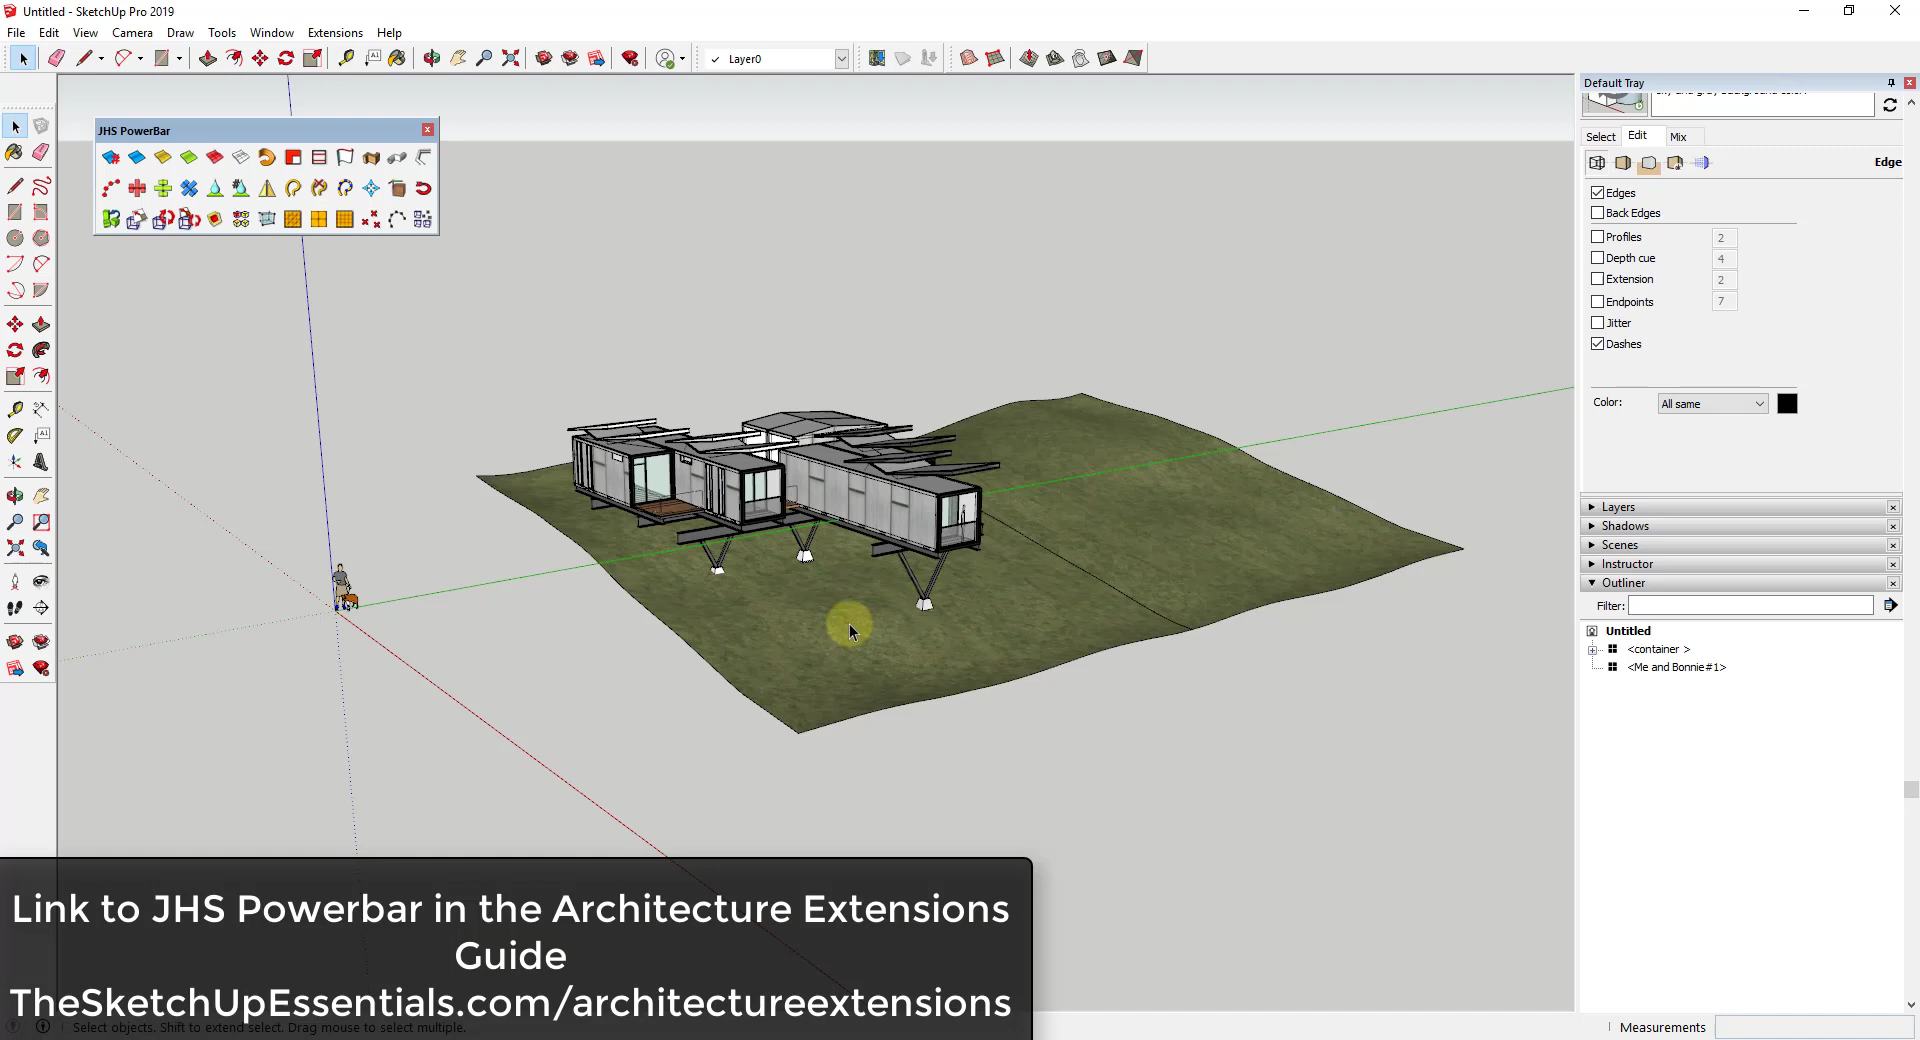 Untitled - SketchUp Pro 2019
File Edit View Camera Draw Tools Window Extensions Help
Layer0
Default Tray
JHS PowerBar
Select Edit Mix
Edge
Edges
Back Edges
Profiles 2
Depth cue 4
Extension 2
Endpoints 7
Jitter
Dashes
Color: All same
Layers
Shadows
Scenes
Instructor
Outliner
Filter:
Untitled
<container >
<Me and Bonnie#1>
Link to JHS Powerbar in the Architecture Extensions
Guide
TheSketchUpEssentials.com/architectureextensions
Select objects. Shift to extend select. Drag mouse to select multiple.
Measurements